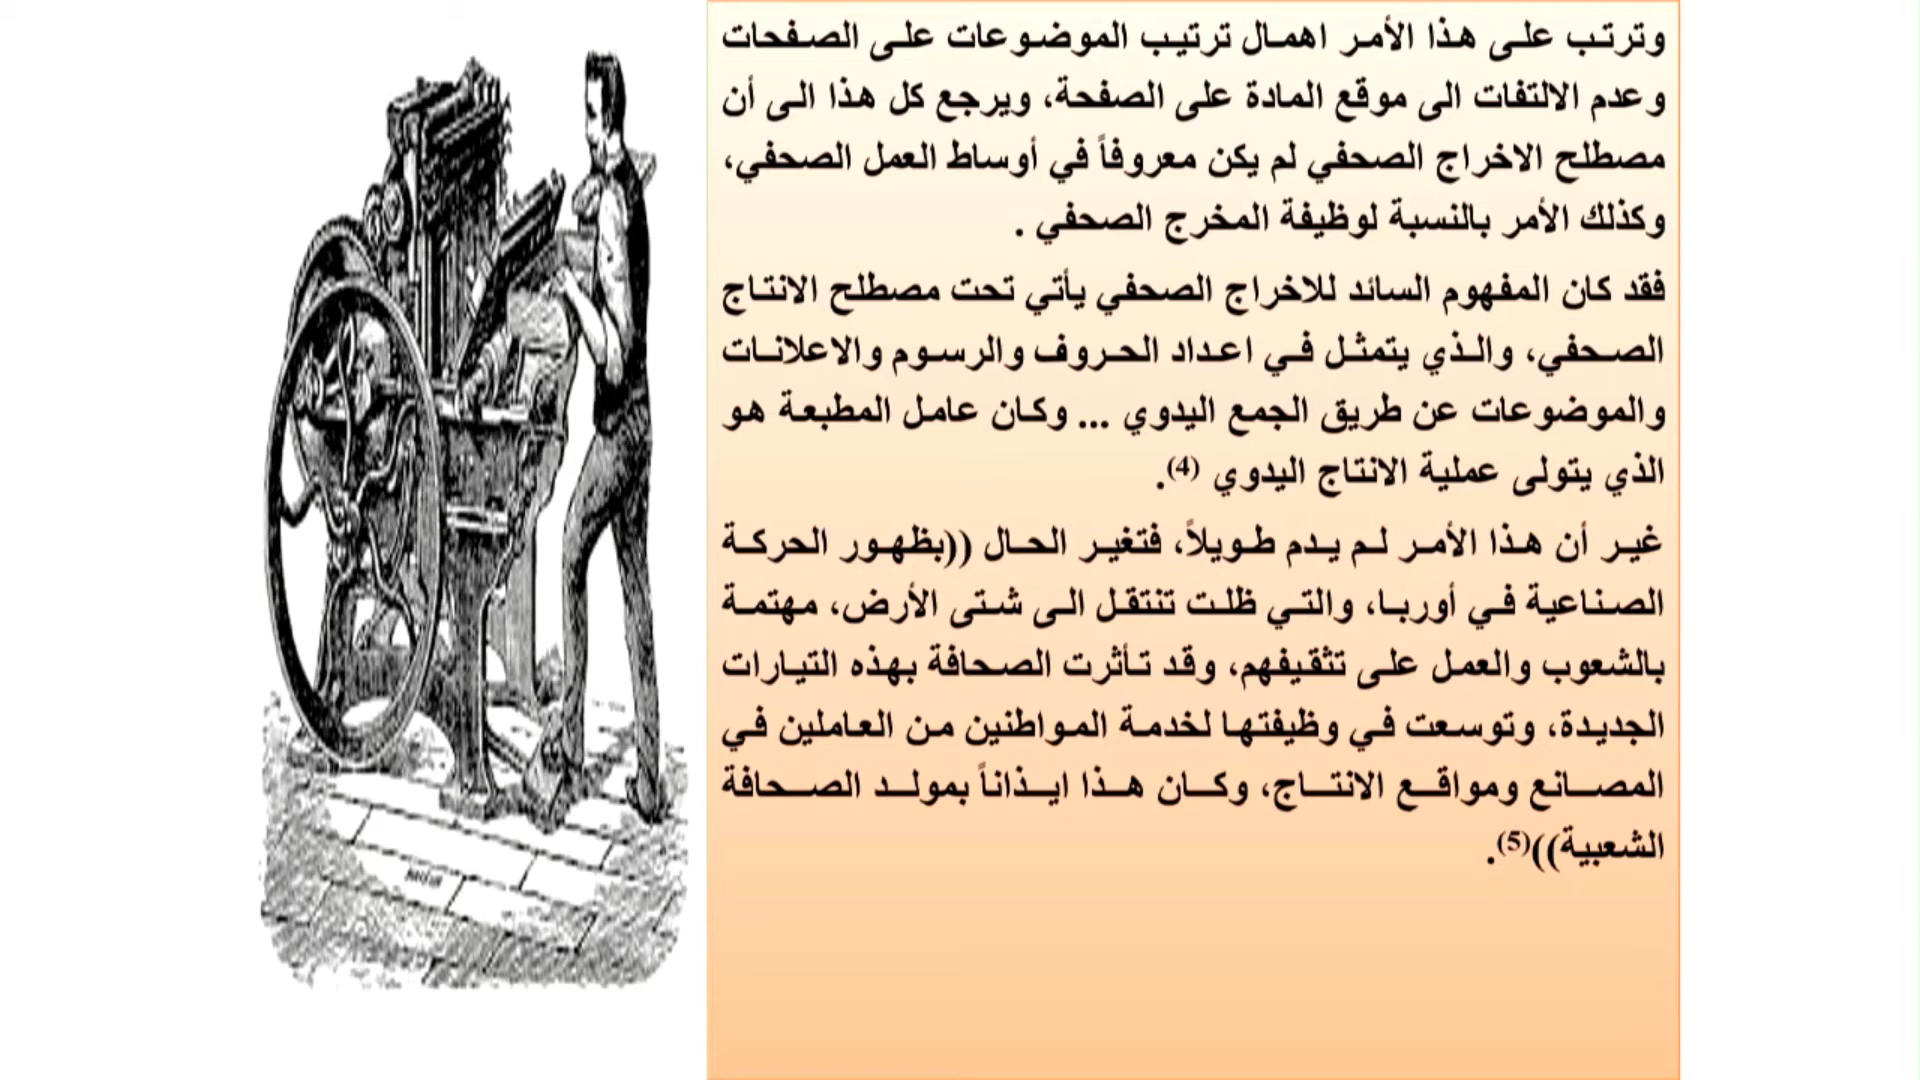 وترتب على هذا الأمر اهمال ترتيب الموضوعات على الصفحات
وعدم الالتفات الى موقع المادة على الصفحة، ويرجع كل هذا الى أن
مصطلح الاخراج الصحفي لم يكن معروفاً في أوساط العمل الصحفي،
وكذلك الأمر بالنسبة لوظيفة المخرج الصحفي .
فقد كان المفهوم السائد للاخراج الصحفي يأتي تحت مصطلح الانتاج
الصحفي، والذي يتمثل في اعداد الحروف والرسوم والاعلانات
والموضوعات عن طريق الجمع اليدوي ... وكان عامل المطبعة هو
الذي يتولى عملية الانتاج اليدوي (4).
غير أن هذا الأمر لم يدم طويلاً، فتغير الحال ((بظهور الحركة
الصناعية في أوربا، والتي ظلت تنتقل الى شتى الأرض، مهتمة
بالشعوب والعمل على تثقيفهم، وقد تأثرت الصحافة بهذه التيارات
الجديدة، وتوسعت في وظيفتها لخدمة المواطنين من العاملين في
المصانع ومواقع الانتاج، وكان هذا ايذاناً بمولد الصحافة
الشعبية))(5).